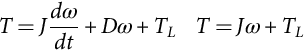 T = J dω/dt + Dω + T_L    T = Jω + T_L